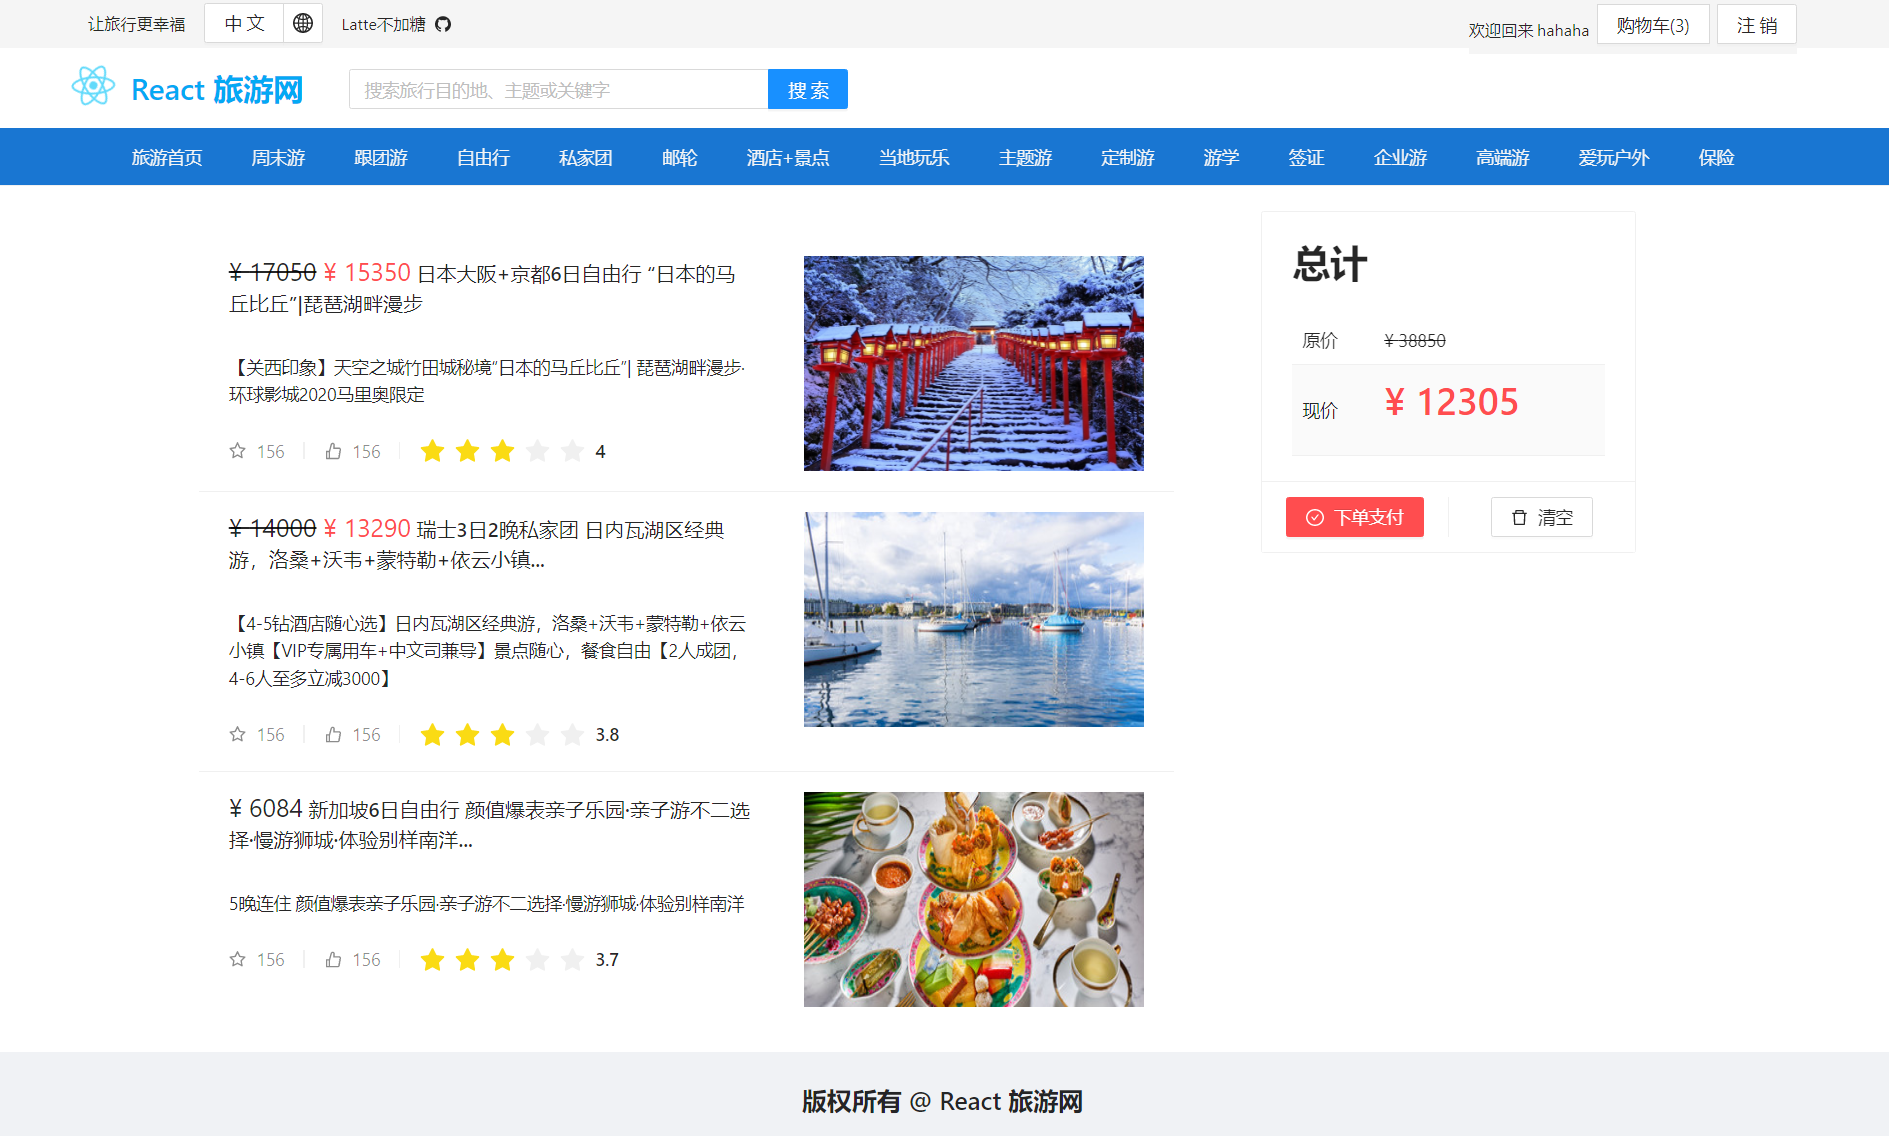 让旅行更幸福 中 文 Latte不加糖 欢迎回来 hahaha 购物车(3) 注 销
React 旅游网 搜索旅行目的地、主题或关键字 搜 索
旅游首页 周末游 跟团游 自由行 私家团 邮轮 酒店+景点 当地玩乐 主题游 定制游 游学 签证 企业游 高端游 爱玩户外 保险
¥ 17050 ¥ 15350 日本大阪+京都6日自由行 “日本的马
丘比丘”|琵琶湖畔漫步
【关西印象】天空之城竹田城秘境“日本的马丘比丘”| 琵琶湖畔漫步·
环球影城2020马里奥限定
156 156 4
¥ 14000 ¥ 13290 瑞士3日2晚私家团 日内瓦湖区经典
游，洛桑+沃韦+蒙特勒+依云小镇...
【4-5钻酒店随心选】日内瓦湖区经典游，洛桑+沃韦+蒙特勒+依云
小镇【VIP专属用车+中文司兼导】景点随心，餐食自由【2人成团，
4-6人至多立减3000】
156 156 3.8
¥ 6084 新加坡6日自由行 颜值爆表亲子乐园·亲子游不二选
择·慢游狮城·体验别样南洋...
5晚连住 颜值爆表亲子乐园·亲子游不二选择·慢游狮城·体验别样南洋
156 156 3.7
总计
原价 ¥ 38850
现价 ¥ 12305
下单支付 清空
版权所有 @ React 旅游网